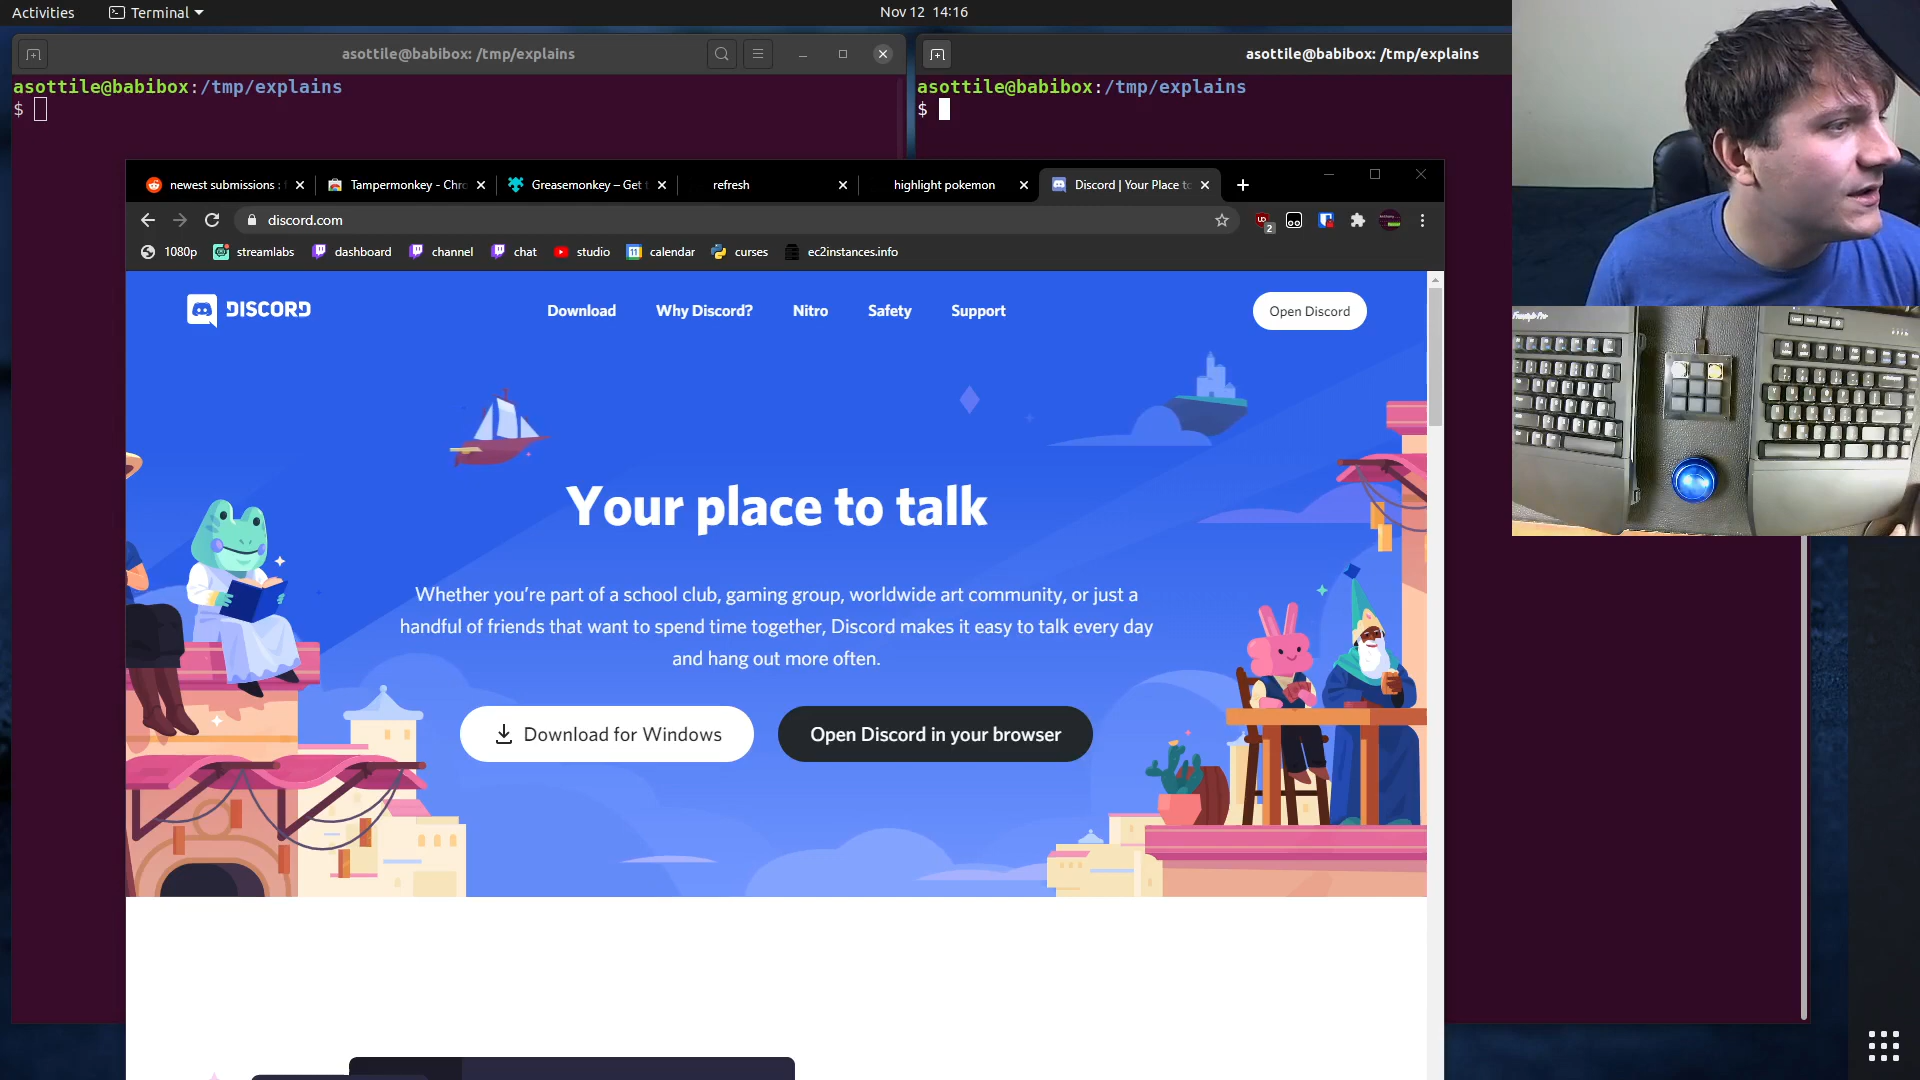 Activities
Terminal
Nov 12 14:16
asottile@babibox: /tmp/explains
asottile@babibox: /tmp/explains
asottile@babibox:/tmp/explains
$
asottile@babibox:/tmp/explains
$
newest submissions :
Tampermonkey - Chro
Greasemonkey – Get t
refresh
highlight pokemon
Discord | Your Place to
discord.com
2
1080p
streamlabs
dashboard
channel
chat
studio
11
calendar
curses
ec2instances.info
DISCORD
Download
Why Discord?
Nitro
Safety
Support
Open Discord
Your place to talk
Whether you’re part of a school club, gaming group, worldwide art community, or just a
handful of friends that want to spend time together, Discord makes it easy to talk every day
and hang out more often.
Download for Windows
Open Discord in your browser
Freestyle Pro